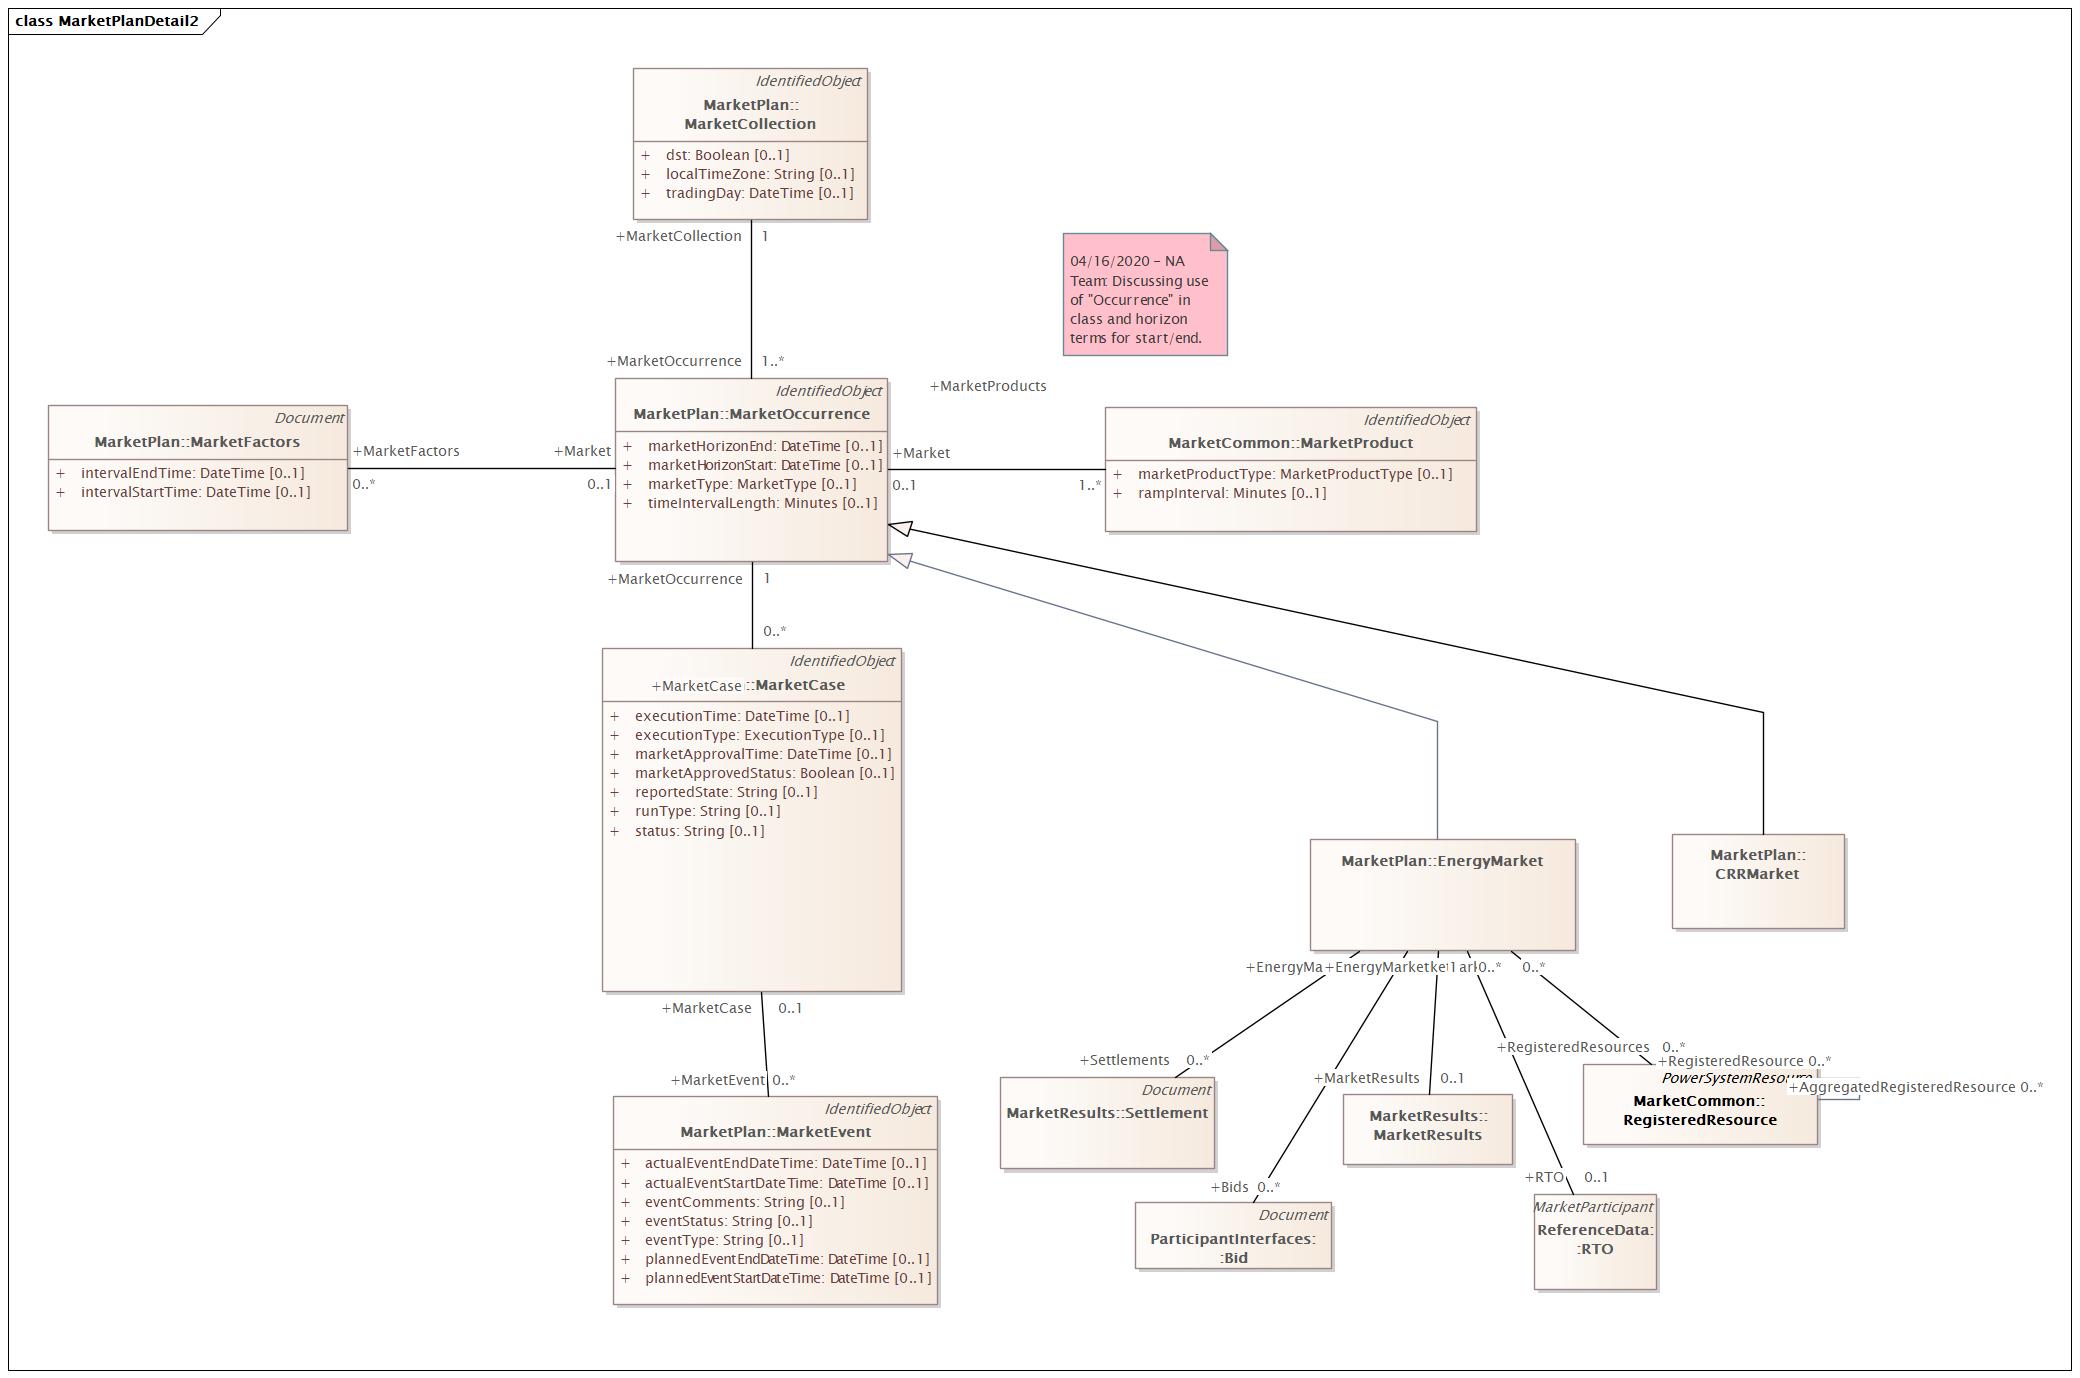 class MarketPlanDetail2
IdentifiedObject
MarketPlan::
MarketCollection
+ dst: Boolean [0..1]
+ localTimeZone: String [0..1]
+ tradingDay: DateTime [0..1]
+MarketCollection 1
04/16/2020 - NA
Team: Discussing use
of "Occurrence" in
class and horizon
terms for start/end.
+MarketOccurrence 1..*
IdentifiedObject
MarketPlan::MarketOccurrence
+ marketHorizonEnd: DateTime [0..1]
+ marketHorizonStart: DateTime [0..1]
+ marketType: MarketType [0..1]
+ timeIntervalLength: Minutes [0..1]
Document
MarketPlan::MarketFactors
+ intervalEndTime: DateTime [0..1]
+ intervalStartTime: DateTime [0..1]
+MarketFactors
0..*
+Market
0..1
+MarketProducts
+Market
0..1
1..*
IdentifiedObject
MarketCommon::MarketProduct
+ marketProductType: MarketProductType [0..1]
+ rampInterval: Minutes [0..1]
+MarketOccurrence 1
0..*
IdentifiedObject
+MarketCase ::MarketCase
+ executionTime: DateTime [0..1]
+ executionType: ExecutionType [0..1]
+ marketApprovalTime: DateTime [0..1]
+ marketApprovedStatus: Boolean [0..1]
+ reportedState: String [0..1]
+ runType: String [0..1]
+ status: String [0..1]
+MarketCase 0..1
+MarketEvent 0..*
IdentifiedObject
MarketPlan::MarketEvent
+ actualEventEndDateTime: DateTime [0..1]
+ actualEventStartDateTime: DateTime [0..1]
+ eventComments: String [0..1]
+ eventStatus: String [0..1]
+ eventType: String [0..1]
+ plannedEventEndDateTime: DateTime [0..1]
+ plannedEventStartDateTime: DateTime [0..1]
MarketPlan::EnergyMarket
MarketPlan::
CRRMarket
+EnergyMa +EnergyMarket 1 0..* 0..*
+Settlements 0..*
Document
MarketResults::Settlement
+Bids 0..*
Document
ParticipantInterfaces:
:Bid
+MarketResults 0..1
MarketResults::
MarketResults
+RTO 0..1
MarketParticipant
ReferenceData:
:RTO
+RegisteredResources 0..*
+RegisteredResource 0..*
PowerSystemResource
+AggregatedRegisteredResource 0..*
MarketCommon::
RegisteredResource